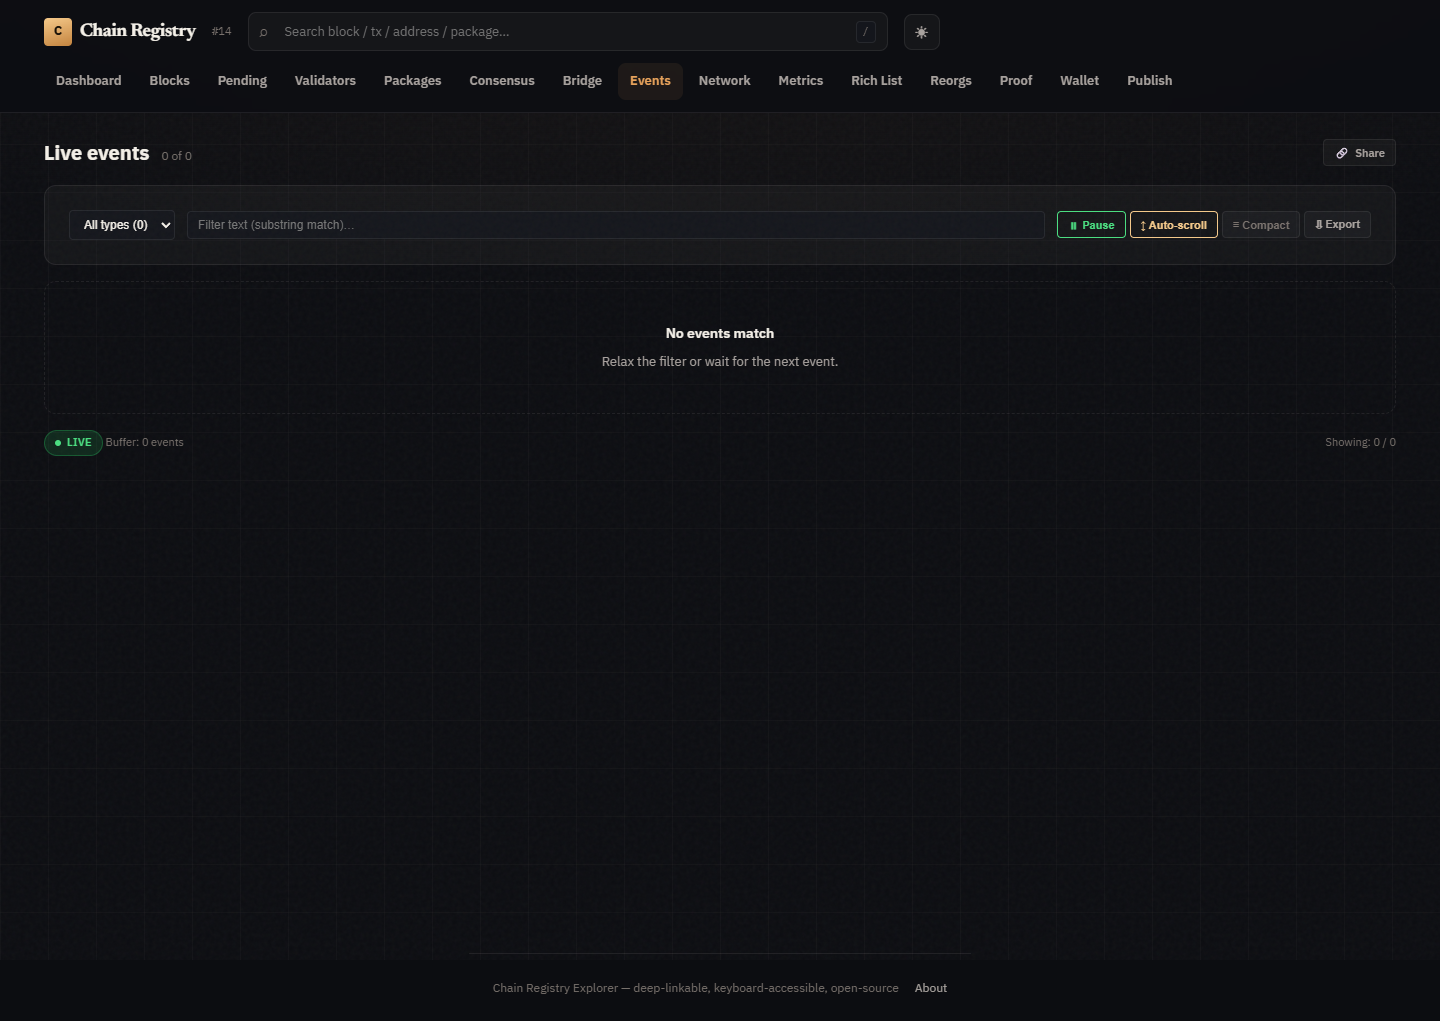 C Chain Registry #14 Search block / tx / address / package... /
Dashboard Blocks Pending Validators Packages Consensus Bridge Events Network Metrics Rich List Reorgs Proof Wallet Publish
Live events 0 of 0 Share
All types (0) Filter text (substring match)... Pause Auto-scroll Compact Export
No events match
Relax the filter or wait for the next event.
LIVE Buffer: 0 events Showing: 0 / 0
Chain Registry Explorer — deep-linkable, keyboard-accessible, open-source About